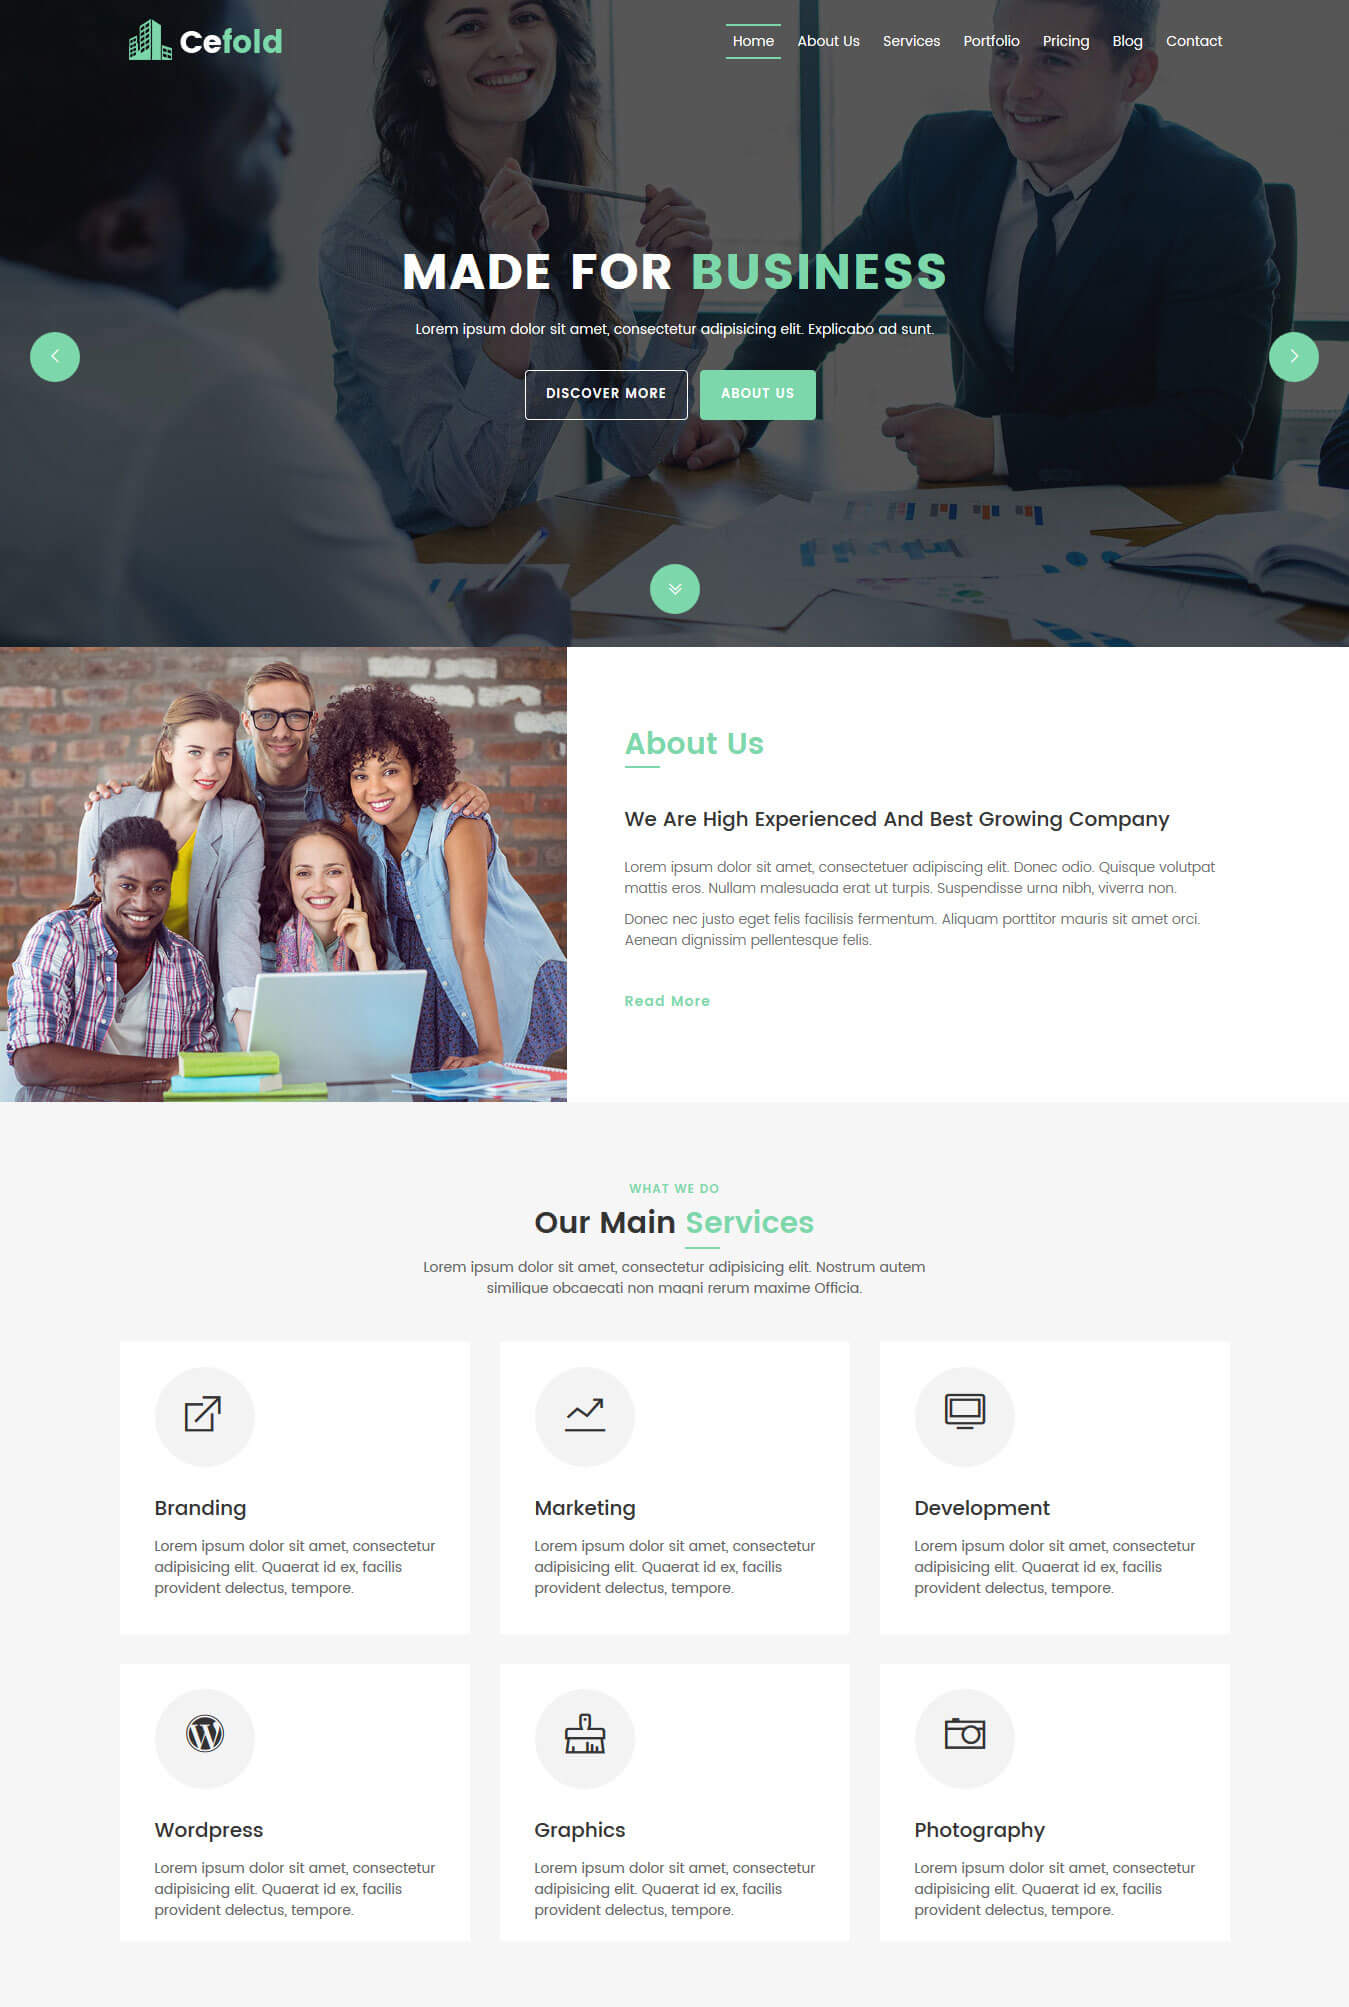 Cefold
Home About Us Services Portfolio Pricing Blog Contact
MADE FOR BUSINESS
Lorem ipsum dolor sit amet, consectetur adipisicing elit. Explicabo ad sunt.
DISCOVER MORE ABOUT US
About Us
We Are High Experienced And Best Growing Company
Lorem ipsum dolor sit amet, consectetuer adipiscing elit. Donec odio. Quisque volutpat
mattis eros. Nullam malesuada erat ut turpis. Suspendisse urna nibh, viverra non.
Donec nec justo eget felis facilisis fermentum. Aliquam porttitor mauris sit amet orci.
Aenean dignissim pellentesque felis.
Read More
WHAT WE DO
Our Main Services
Lorem ipsum dolor sit amet, consectetur adipisicing elit. Nostrum autem
similique obcaecati non magni rerum maxime Officia.
Branding
Lorem ipsum dolor sit amet, consectetur
adipisicing elit. Quaerat id ex, facilis
provident delectus, tempore.
Marketing
Lorem ipsum dolor sit amet, consectetur
adipisicing elit. Quaerat id ex, facilis
provident delectus, tempore.
Development
Lorem ipsum dolor sit amet, consectetur
adipisicing elit. Quaerat id ex, facilis
provident delectus, tempore.
Wordpress
Lorem ipsum dolor sit amet, consectetur
adipisicing elit. Quaerat id ex, facilis
provident delectus, tempore.
Graphics
Lorem ipsum dolor sit amet, consectetur
adipisicing elit. Quaerat id ex, facilis
provident delectus, tempore.
Photography
Lorem ipsum dolor sit amet, consectetur
adipisicing elit. Quaerat id ex, facilis
provident delectus, tempore.